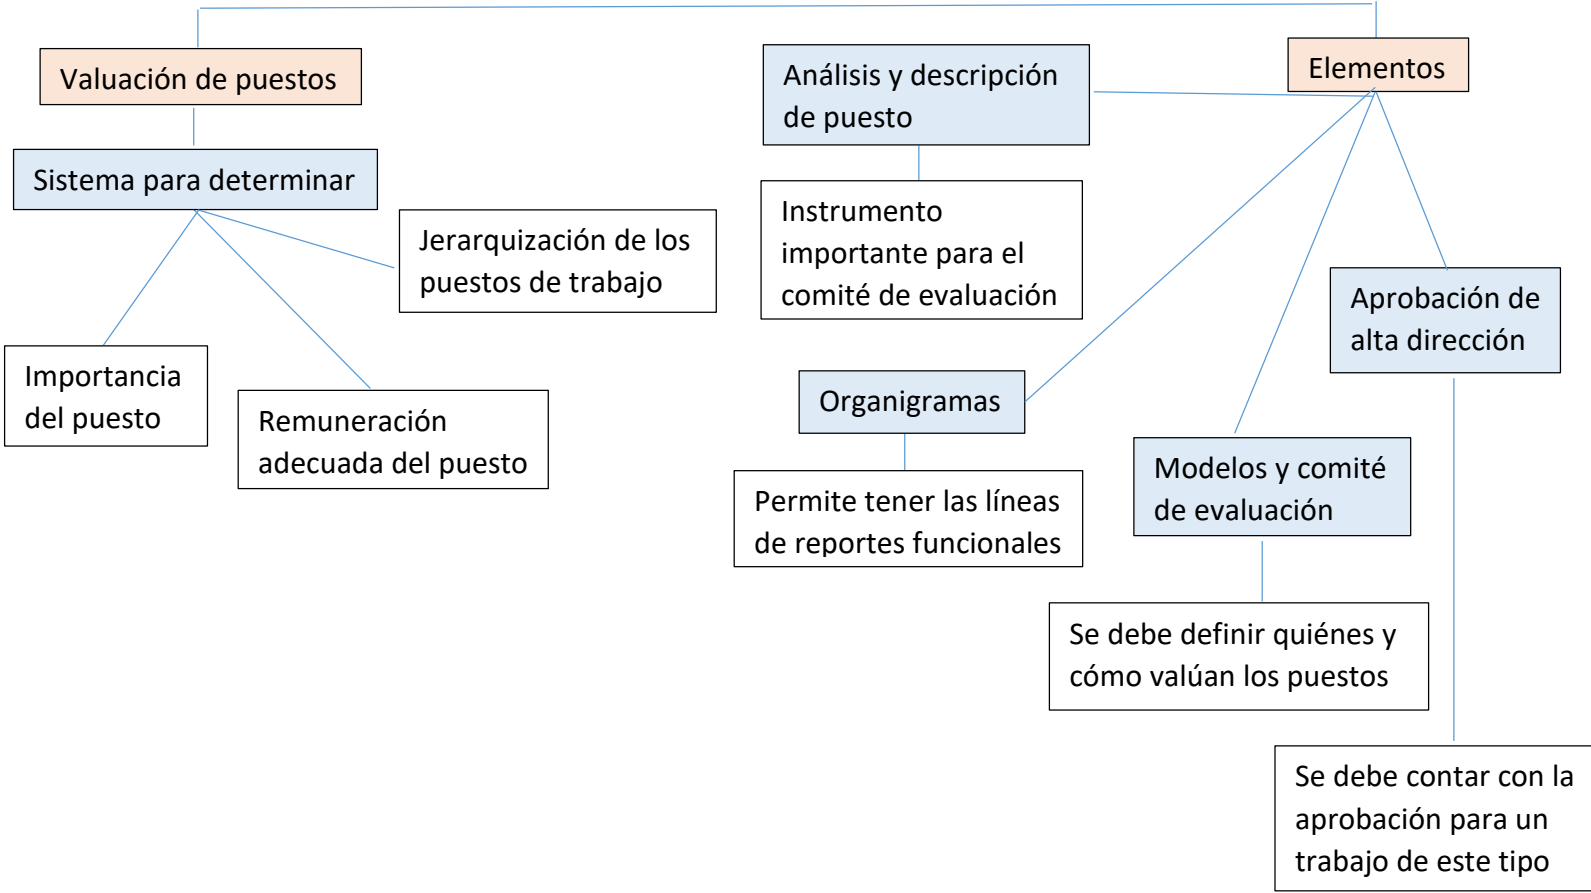 Valuación de puestos
Sistema para determinar
Jerarquización de los
puestos de trabajo
Importancia
del puesto
Remuneración
adecuada del puesto
Elementos
Análisis y descripción
de puesto
Instrumento
importante para el
comité de evaluación
Organigramas
Permite tener las líneas
de reportes funcionales
Modelos y comité
de evaluación
Se debe definir quiénes y
cómo valúan los puestos
Aprobación de
alta dirección
Se debe contar con la
aprobación para un
trabajo de este tipo